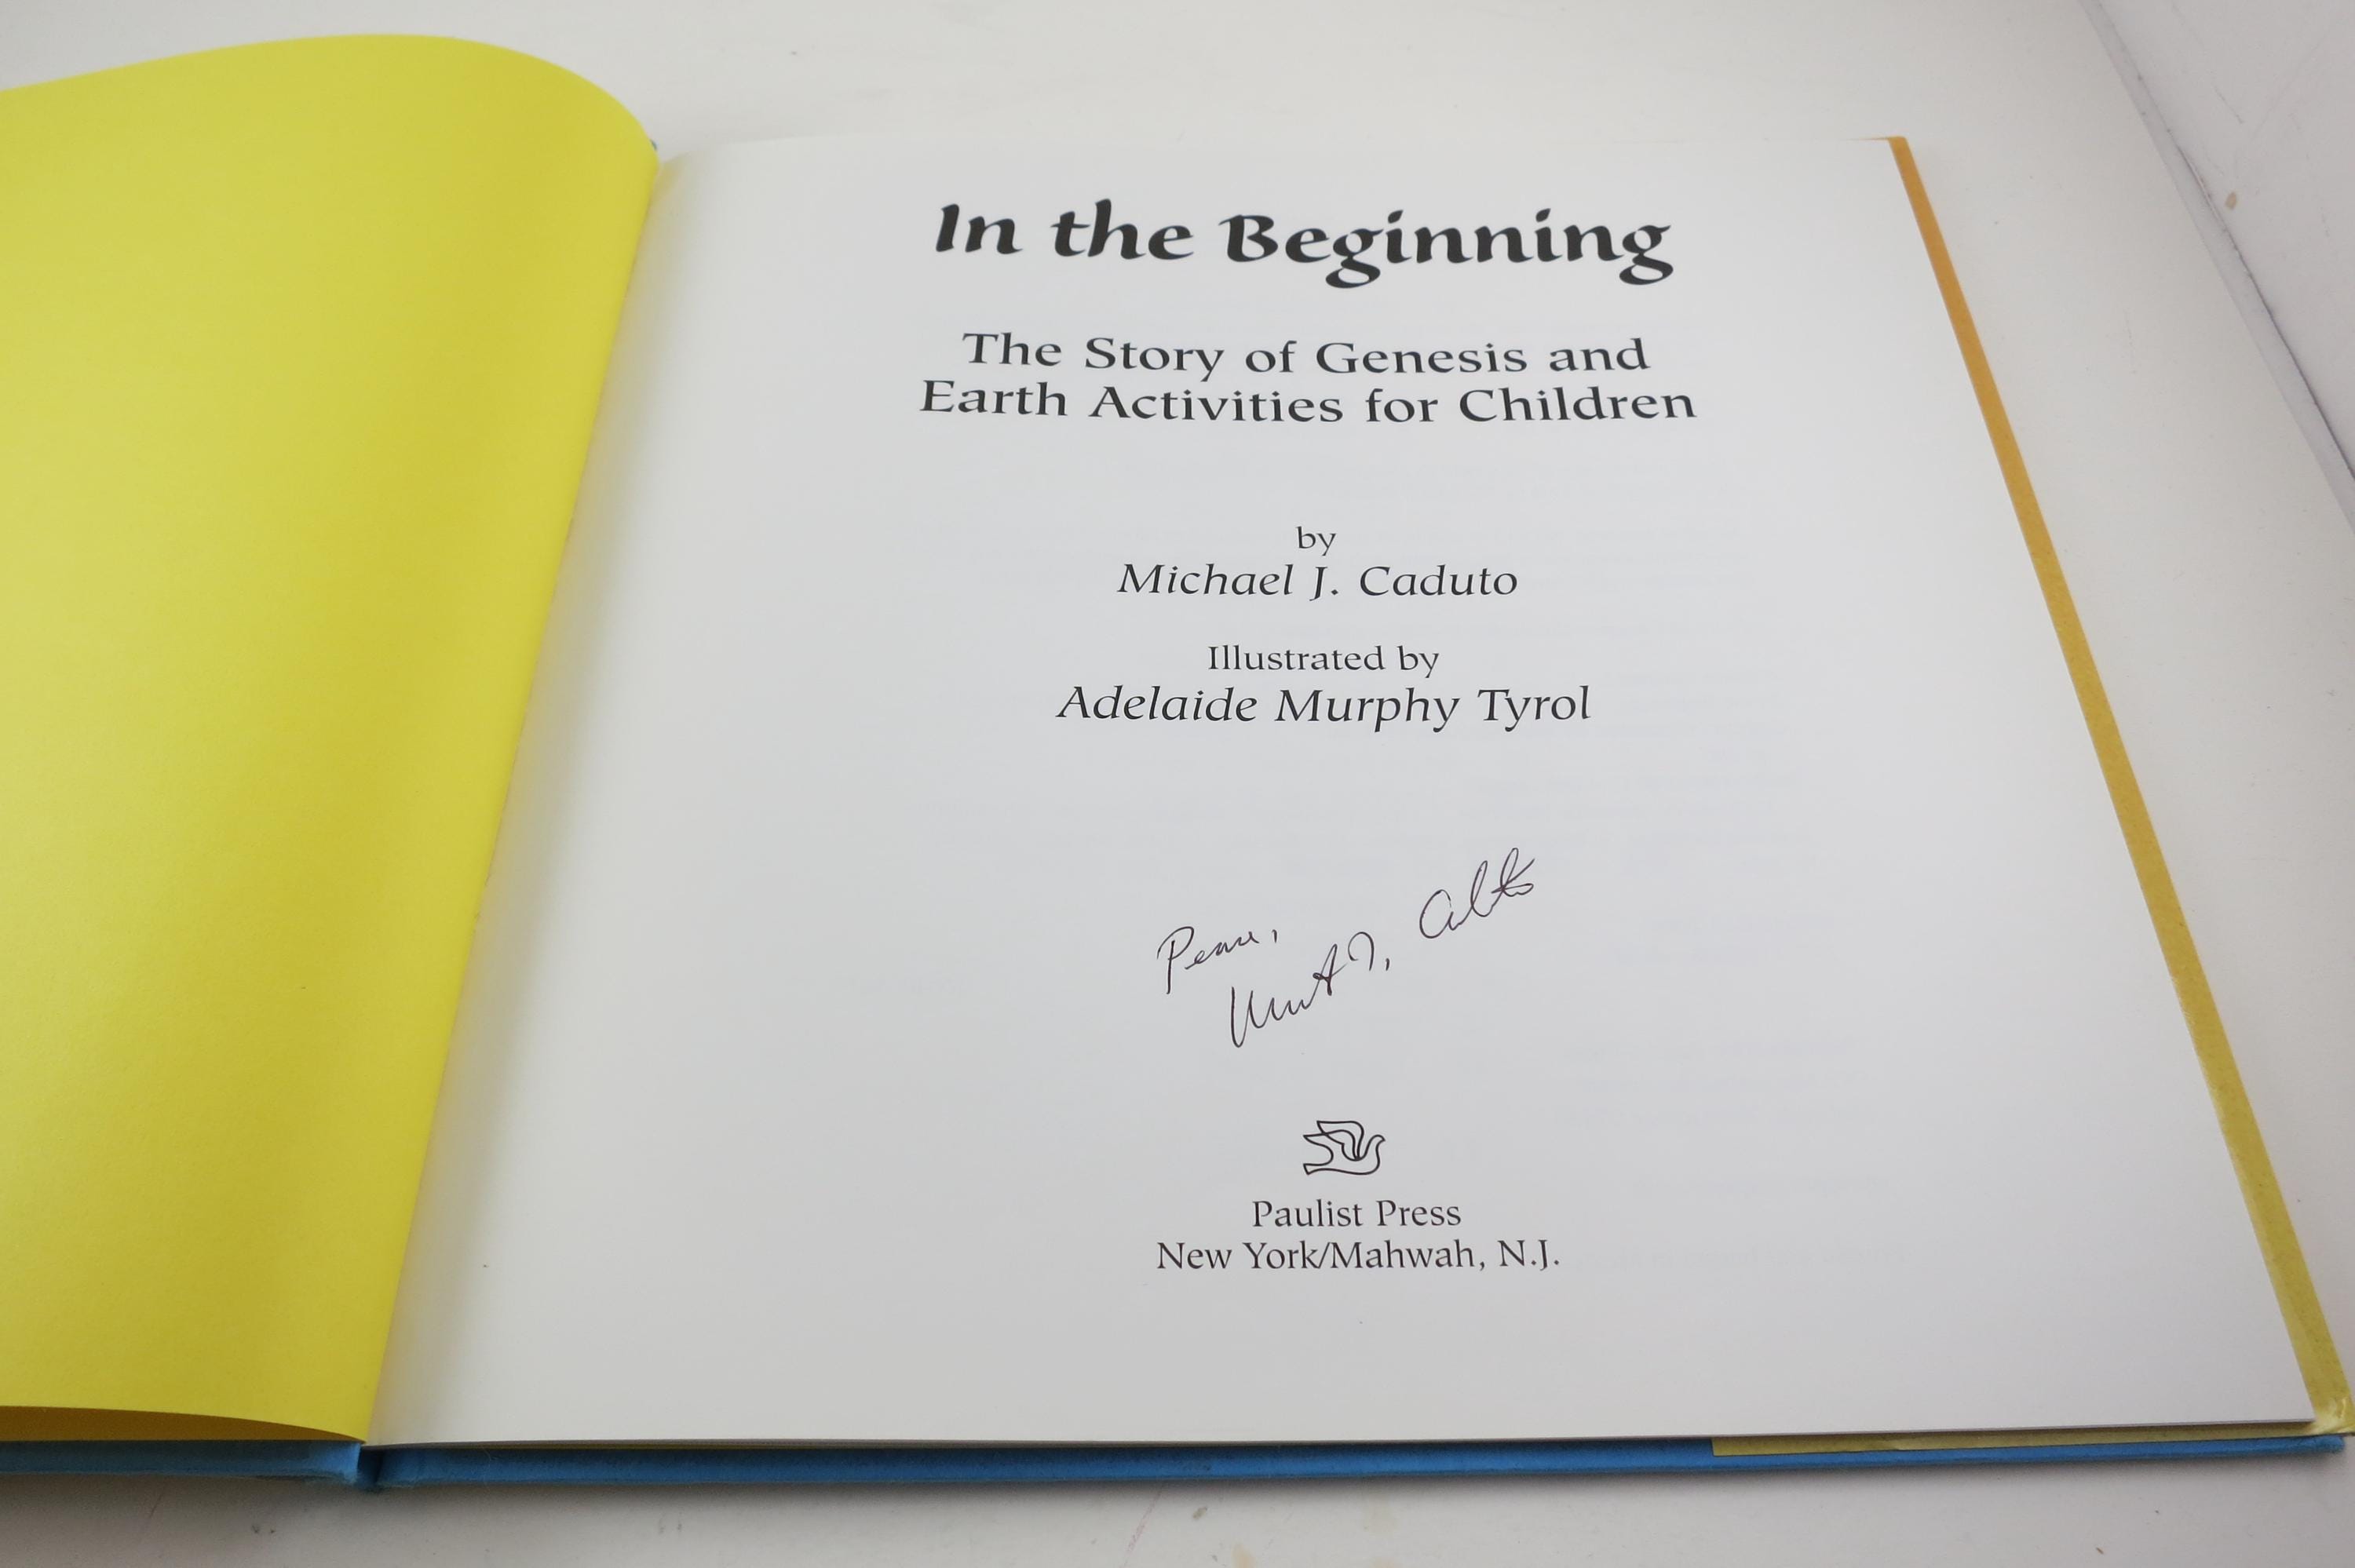 In the Beginning
The Story of Genesis and
Earth Activities for Children
by
Michael J. Caduto
Illustrated by
Adelaide Murphy Tyrol
Peace,
Paulist Press
New York/Mahwah, N.J.